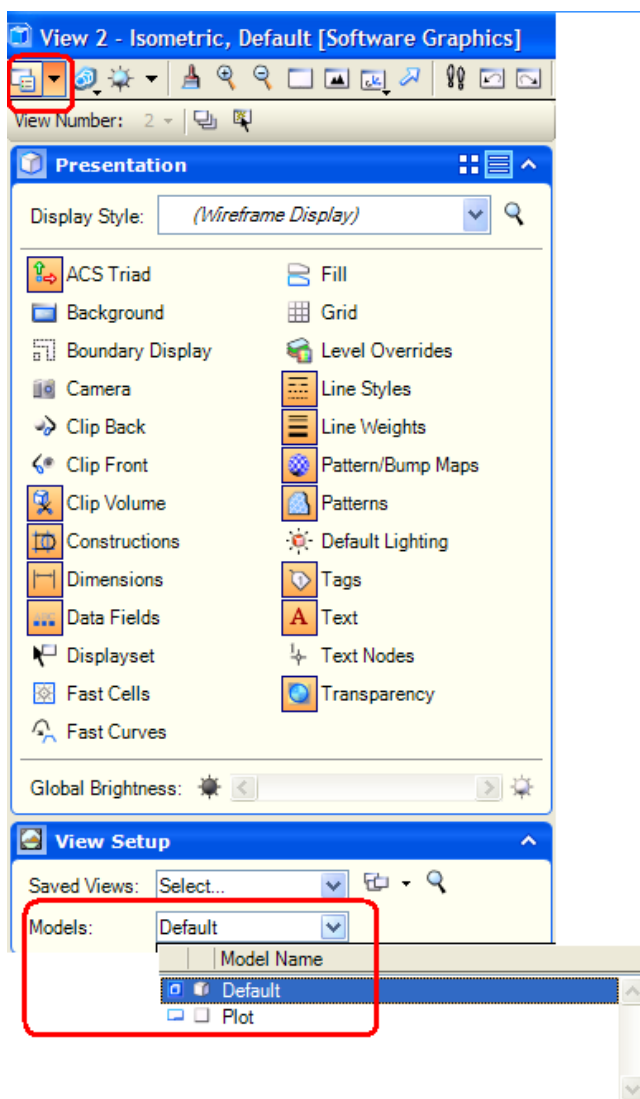 View 2 - Isometric, Default [Software Graphics]
View Number: 2
Presentation
Display Style: (Wireframe Display)
ACS Triad Fill
Background Grid
Boundary Display Level Overrides
Camera Line Styles
Clip Back Line Weights
Clip Front Pattern/Bump Maps
Clip Volume Patterns
Constructions Default Lighting
Dimensions Tags
Data Fields A Text
Displayset Text Nodes
Fast Cells Transparency
Fast Curves
Global Brightness:
View Setup
Saved Views: Select...
Models: Default
Model Name
Default
Plot